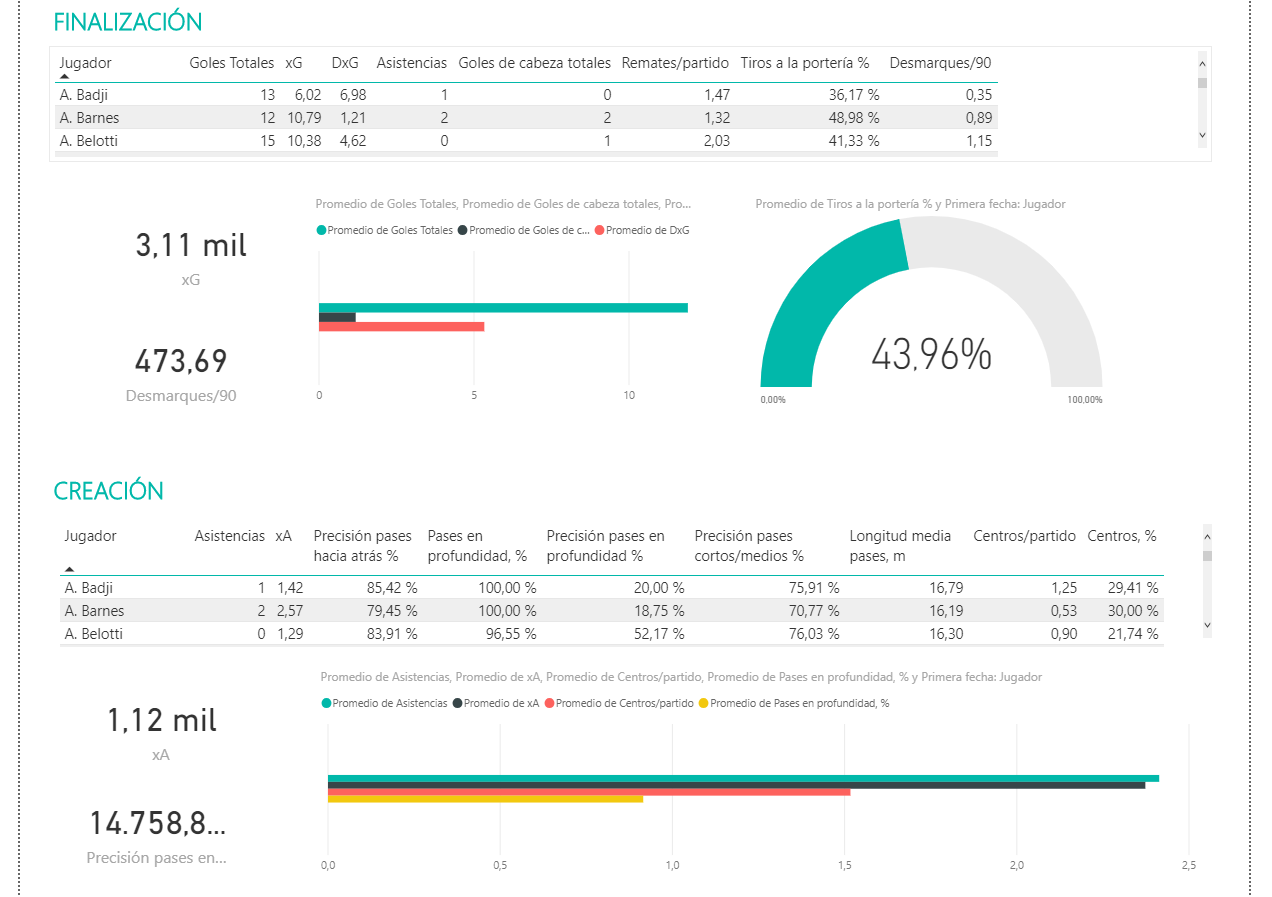 FINALIZACIÓN
Jugador Goles Totales xG DxG Asistencias Goles de cabeza totales Remates/partido Tiros a la portería % Desmarques/90
A. Badji 13 6,02 6,98 1 0 1,47 36,17 % 0,35
A. Barnes 12 10,79 1,21 2 2 1,32 48,98 % 0,89
A. Belotti 15 10,38 4,62 0 1 2,03 41,33 % 1,15
3,11 mil
xG
473,69
Desmarques/90
Promedio de Goles Totales, Promedio de Goles de cabeza totales, Pro...
Promedio de Goles Totales Promedio de Goles de c... Promedio de DxG
0 5 10
Promedio de Tiros a la portería % y Primera fecha: Jugador
43,96%
0,00% 100,00%
CREACIÓN
Jugador Asistencias xA Precisión pases Pases en Precisión pases en Precisión pases Longitud media Centros/partido Centros, %
hacia atrás % profundidad, % profundidad % cortos/medios % pases, m
A. Badji 1 1,42 85,42 % 100,00 % 20,00 % 75,91 % 16,79 1,25 29,41 %
A. Barnes 2 2,57 79,45 % 100,00 % 18,75 % 70,77 % 16,19 0,53 30,00 %
A. Belotti 0 1,29 83,91 % 96,55 % 52,17 % 76,03 % 16,30 0,90 21,74 %
1,12 mil
xA
14.758,8...
Precisión pases en...
Promedio de Asistencias, Promedio de xA, Promedio de Centros/partido, Promedio de Pases en profundidad, % y Primera fecha: Jugador
Promedio de Asistencias Promedio de xA Promedio de Centros/partido Promedio de Pases en profundidad, %
0,0 0,5 1,0 1,5 2,0 2,5